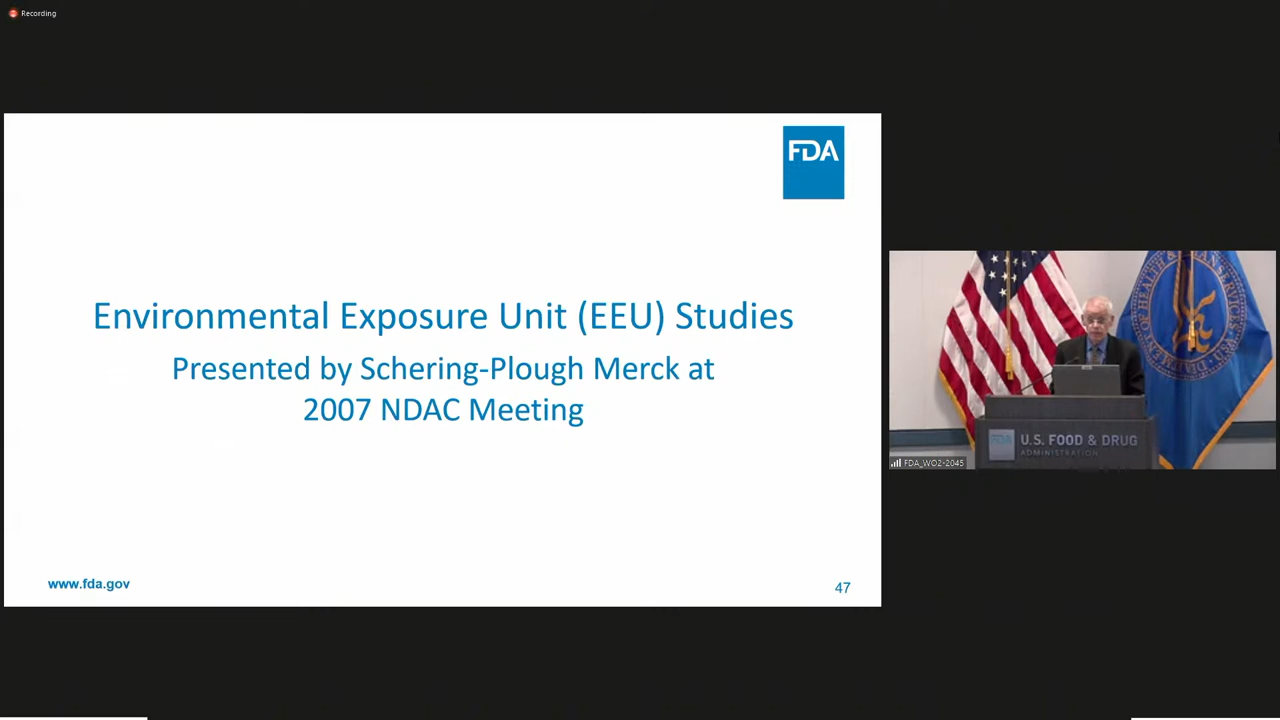 Recording
FDA
Environmental Exposure Unit (EEU) Studies
Presented by Schering-Plough Merck at
2007 NDAC Meeting
www.fda.gov
47
FDA
U.S. FOOD & DRUG
ADMINISTRATION
FDA_WO2-2045